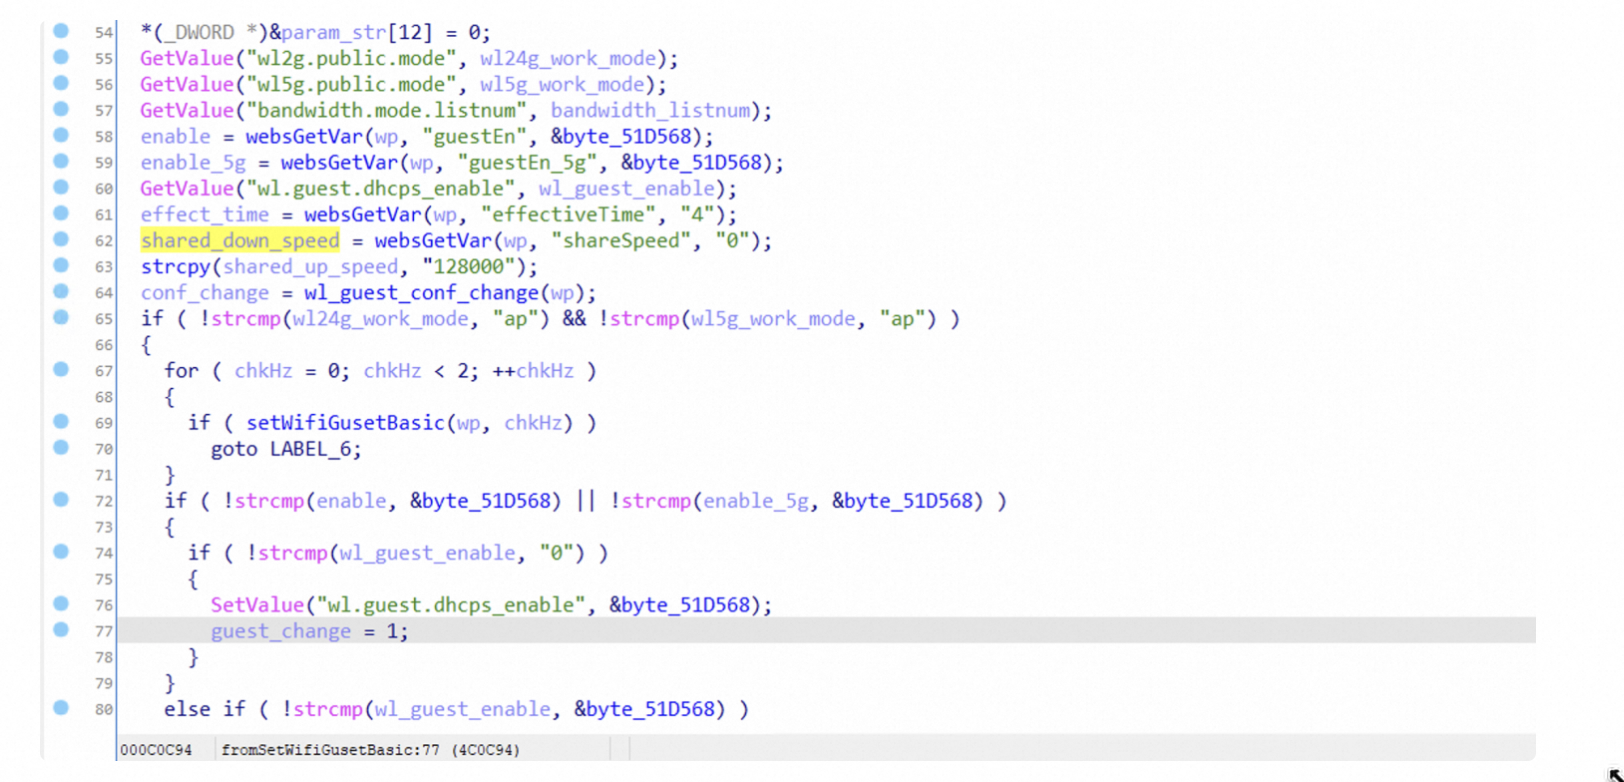 54 *(_DWORD *)&param_str[12] = 0;
55 GetValue("wl2g.public.mode", wl24g_work_mode);
56 GetValue("wl5g.public.mode", wl5g_work_mode);
57 GetValue("bandwidth.mode.listnum", bandwidth_listnum);
58 enable = websGetVar(wp, "guestEn", &byte_51D568);
59 enable_5g = websGetVar(wp, "guestEn_5g", &byte_51D568);
60 GetValue("wl.guest.dhcps_enable", wl_guest_enable);
61 effect_time = websGetVar(wp, "effectiveTime", "4");
62 shared_down_speed = websGetVar(wp, "shareSpeed", "0");
63 strcpy(shared_up_speed, "128000");
64 conf_change = wl_guest_conf_change(wp);
65 if ( !strcmp(wl24g_work_mode, "ap") && !strcmp(wl5g_work_mode, "ap") )
66 {
67 for ( chkHz = 0; chkHz < 2; ++chkHz )
68 {
69 if ( setWifiGusetBasic(wp, chkHz) )
70 goto LABEL_6;
71 }
72 if ( !strcmp(enable, &byte_51D568) || !strcmp(enable_5g, &byte_51D568) )
73 {
74 if ( !strcmp(wl_guest_enable, "0") )
75 {
76 SetValue("wl.guest.dhcps_enable", &byte_51D568);
77 guest_change = 1;
78 }
79 }
80 else if ( !strcmp(wl_guest_enable, &byte_51D568) )
000C0C94 fromSetWifiGusetBasic:77 (4C0C94)